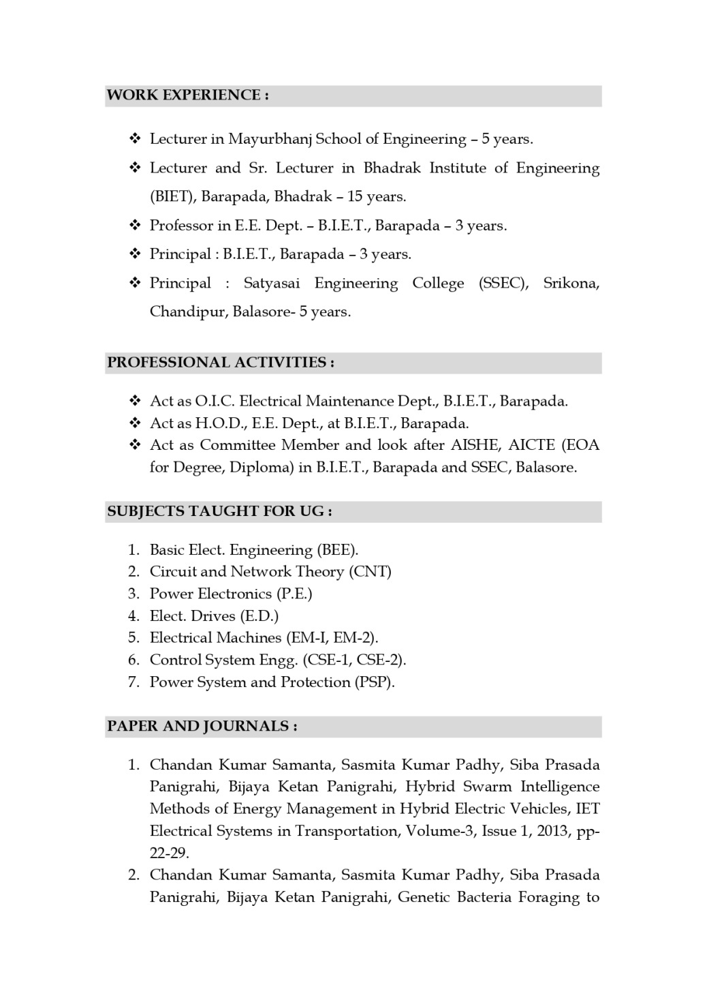 WORK EXPERIENCE :
❖ Lecturer in Mayurbhanj School of Engineering – 5 years.
❖ Lecturer and Sr. Lecturer in Bhadrak Institute of Engineering
(BIET), Barapada, Bhadrak – 15 years.
❖ Professor in E.E. Dept. – B.I.E.T., Barapada – 3 years.
❖ Principal : B.I.E.T., Barapada – 3 years.
❖ Principal : Satyasai Engineering College (SSEC), Srikona,
Chandipur, Balasore- 5 years.
PROFESSIONAL ACTIVITIES :
❖ Act as O.I.C. Electrical Maintenance Dept., B.I.E.T., Barapada.
❖ Act as H.O.D., E.E. Dept., at B.I.E.T., Barapada.
❖ Act as Committee Member and look after AISHE, AICTE (EOA
for Degree, Diploma) in B.I.E.T., Barapada and SSEC, Balasore.
SUBJECTS TAUGHT FOR UG :
1. Basic Elect. Engineering (BEE).
2. Circuit and Network Theory (CNT)
3. Power Electronics (P.E.)
4. Elect. Drives (E.D.)
5. Electrical Machines (EM-I, EM-2).
6. Control System Engg. (CSE-1, CSE-2).
7. Power System and Protection (PSP).
PAPER AND JOURNALS :
1. Chandan Kumar Samanta, Sasmita Kumar Padhy, Siba Prasada
Panigrahi, Bijaya Ketan Panigrahi, Hybrid Swarm Intelligence
Methods of Energy Management in Hybrid Electric Vehicles, IET
Electrical Systems in Transportation, Volume-3, Issue 1, 2013, pp-
22-29.
2. Chandan Kumar Samanta, Sasmita Kumar Padhy, Siba Prasada
Panigrahi, Bijaya Ketan Panigrahi, Genetic Bacteria Foraging to